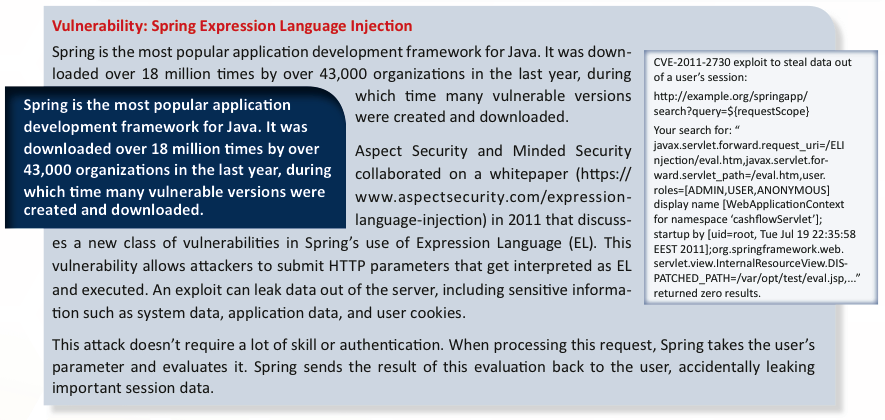 Vulnerability: Spring Expression Language Injection
Spring is the most popular application development framework for Java. It was down-
loaded over 18 million times by over 43,000 organizations in the last year, during
which time many vulnerable versions
were created and downloaded.
Aspect Security and Minded Security
collaborated on a whitepaper (https://
www.aspectsecurity.com/expression-
language-injection) in 2011 that discuss-
es a new class of vulnerabilities in Spring's use of Expression Language (EL). This
vulnerability allows attackers to submit HTTP parameters that get interpreted as EL
and executed. An exploit can leak data out of the server, including sensitive informa-
tion such as system data, application data, and user cookies.
This attack doesn't require a lot of skill or authentication. When processing this request, Spring takes the user's
parameter and evaluates it. Spring sends the result of this evaluation back to the user, accidentally leaking
important session data.
Spring is the most popular application
development framework for Java. It was
downloaded over 18 million times by over
43,000 organizations in the last year, during
which time many vulnerable versions were
created and downloaded.
CVE-2011-2730 exploit to steal data out
of a user's session:
http://example.org/springapp/
search?query=${requestScope}
Your search for: "
javax.servlet.forward.request_uri=/ELI
njection/eval.htm,javax.servlet.for-
ward.servlet_path=/eval.htm,user.
roles=[ADMIN,USER,ANONYMOUS]
display name [WebApplicationContext
for namespace 'cashflowServlet'];
startup by [uid=root, Tue Jul 19 22:35:58
EEST 2011];org.springframework.web.
servlet.view.InternalResourceView.DIS-
PATCHED_PATH=/var/opt/test/eval.jsp,..."
returned zero results.